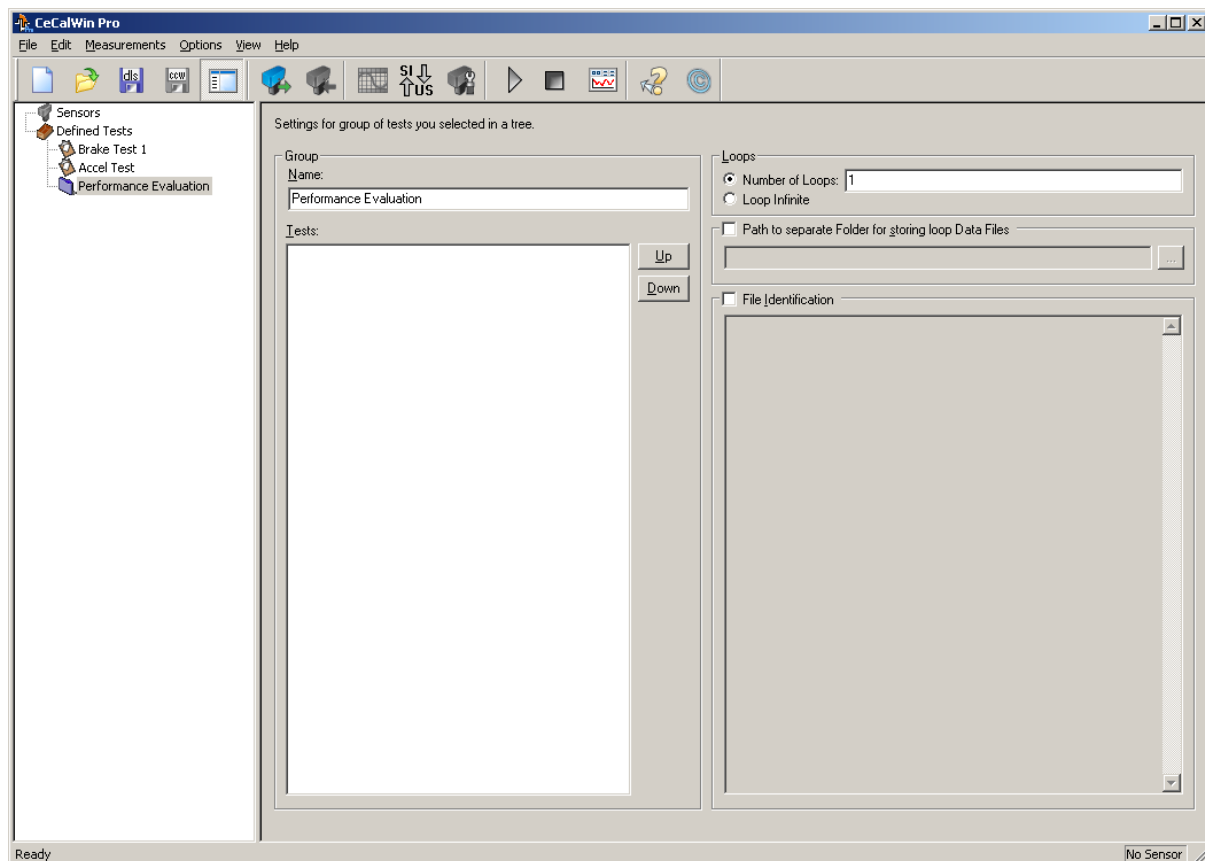 CeCalWin Pro
File Edit Measurements Options View Help
dls
ccw
SI
US
Sensors
Defined Tests
Brake Test 1
Accel Test
Performance Evaluation
Settings for group of tests you selected in a tree.
Group
Name:
Performance Evaluation
Tests:
Up
Down
Loops
Number of Loops: 1
Loop Infinite
Path to separate Folder for storing loop Data Files
...
File Identification
Ready
No Sensor